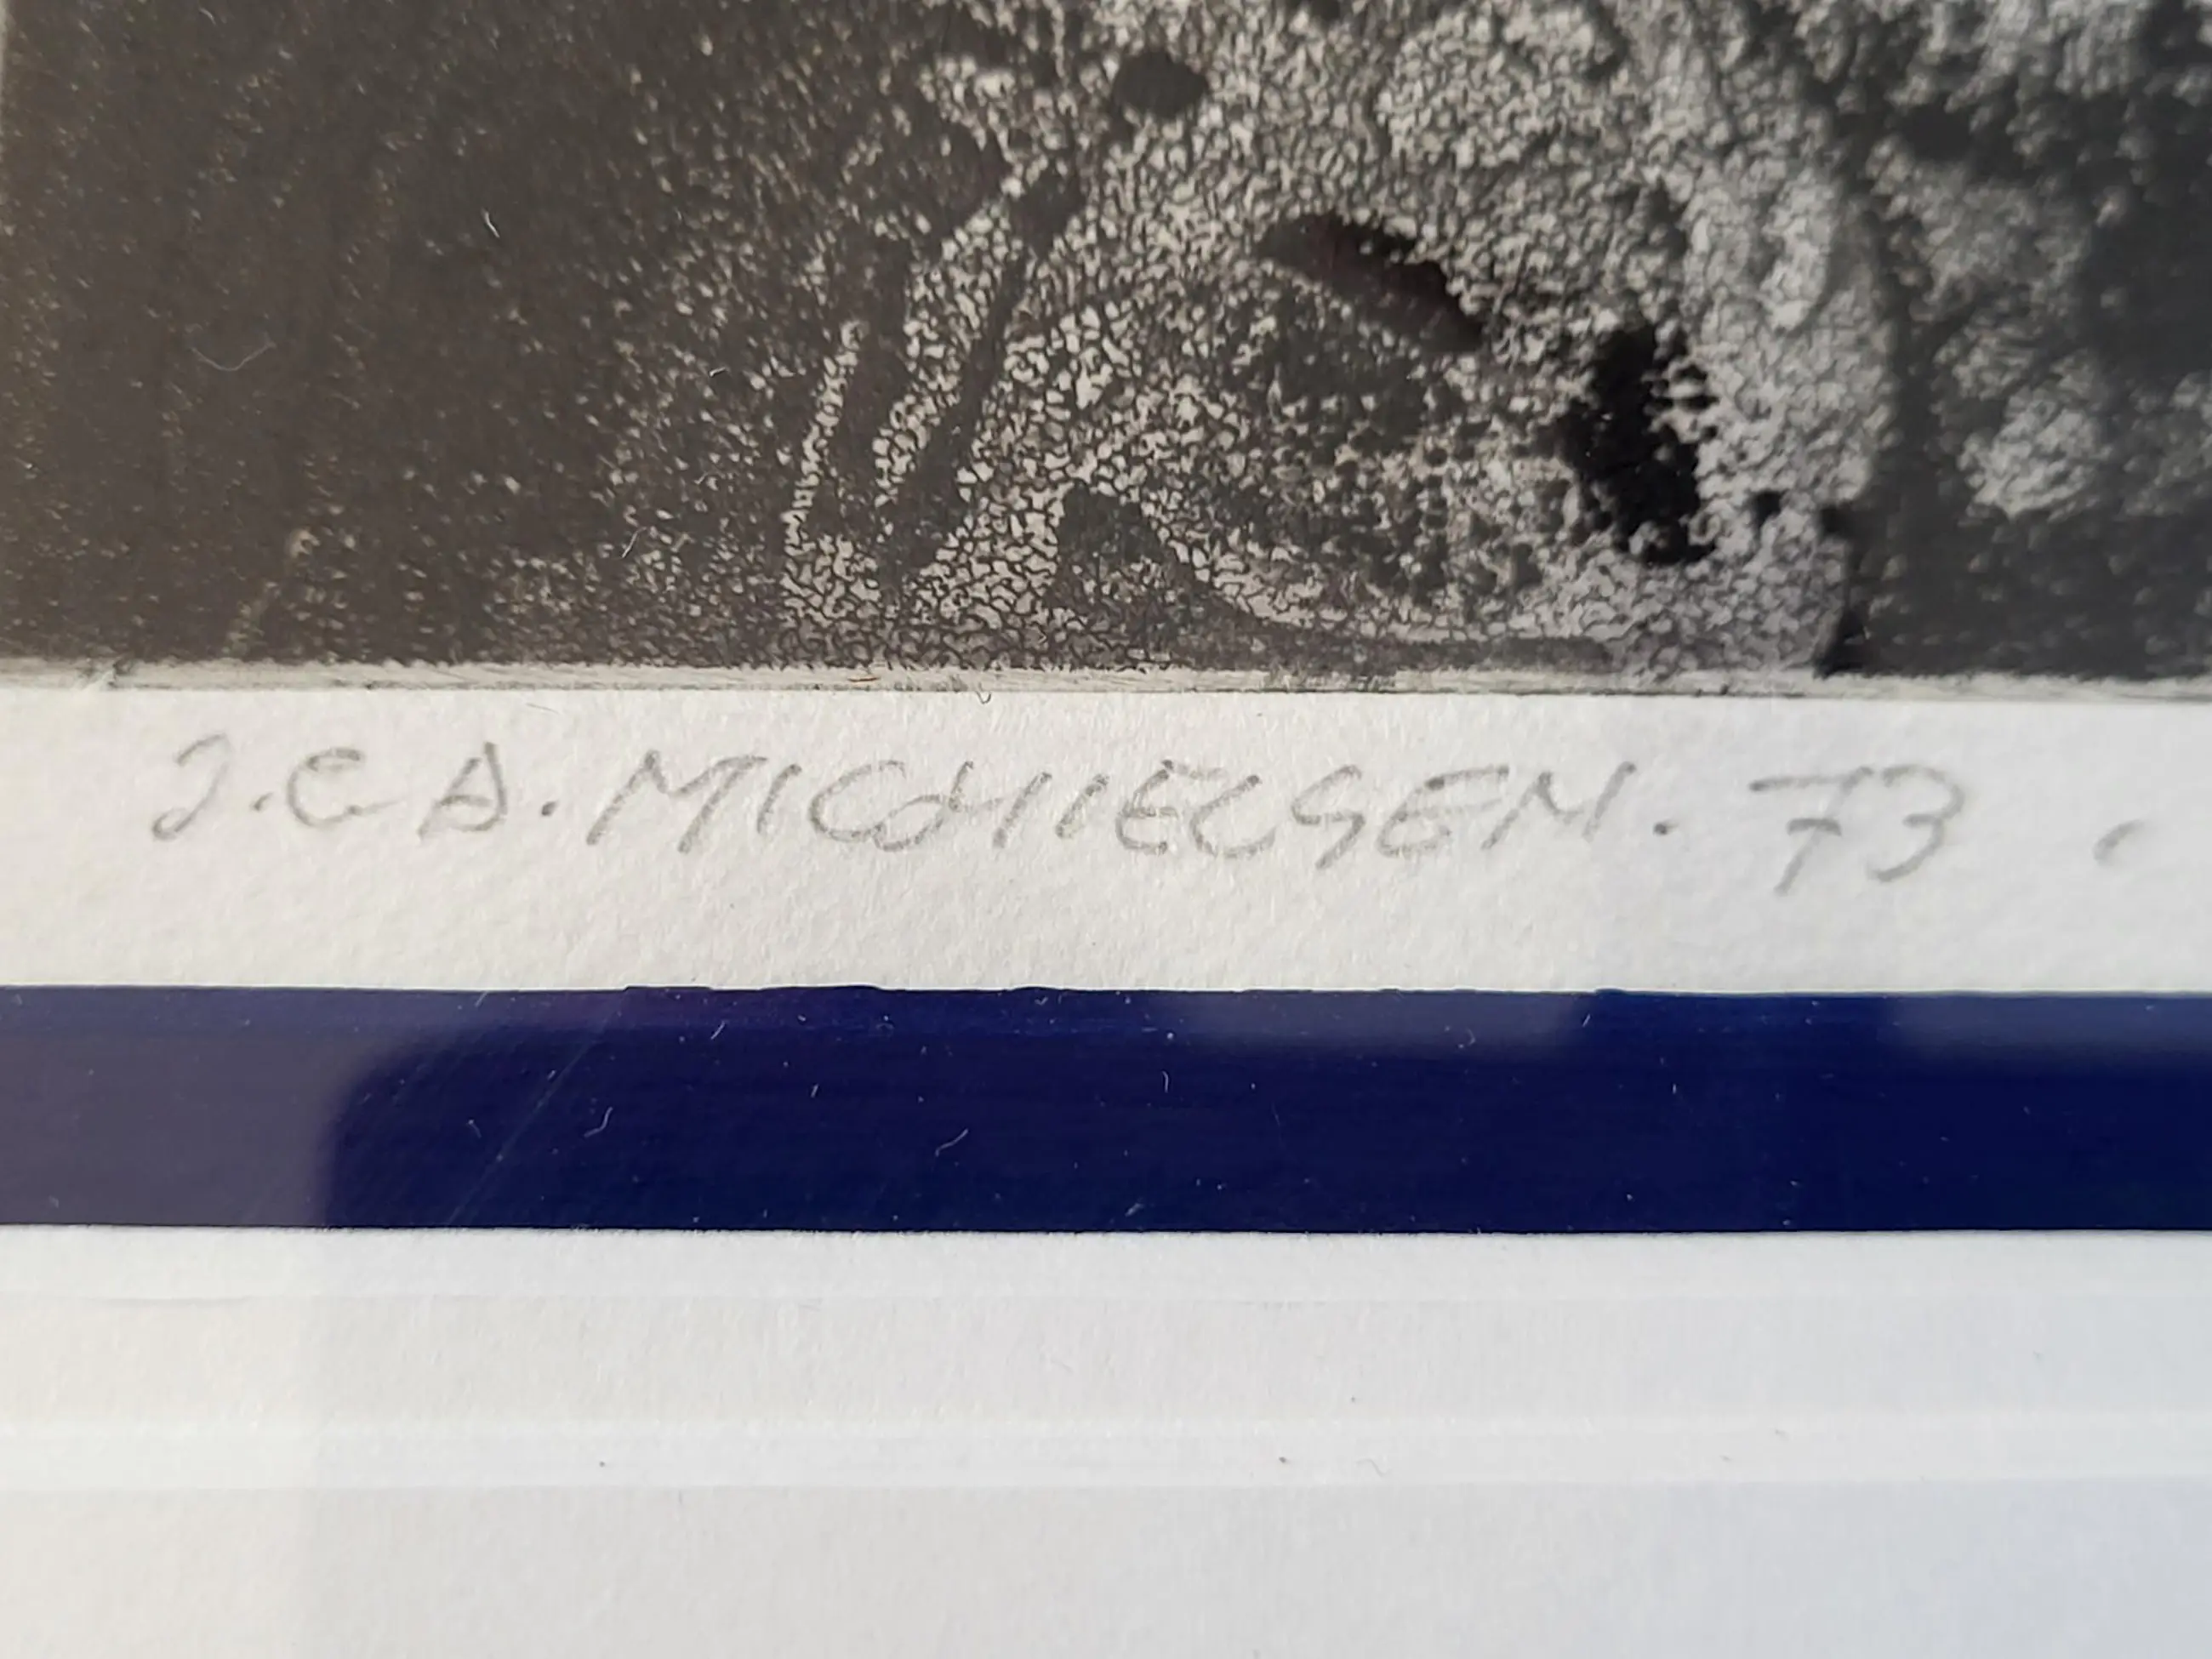 J.C A. MICHIELSEN. 73